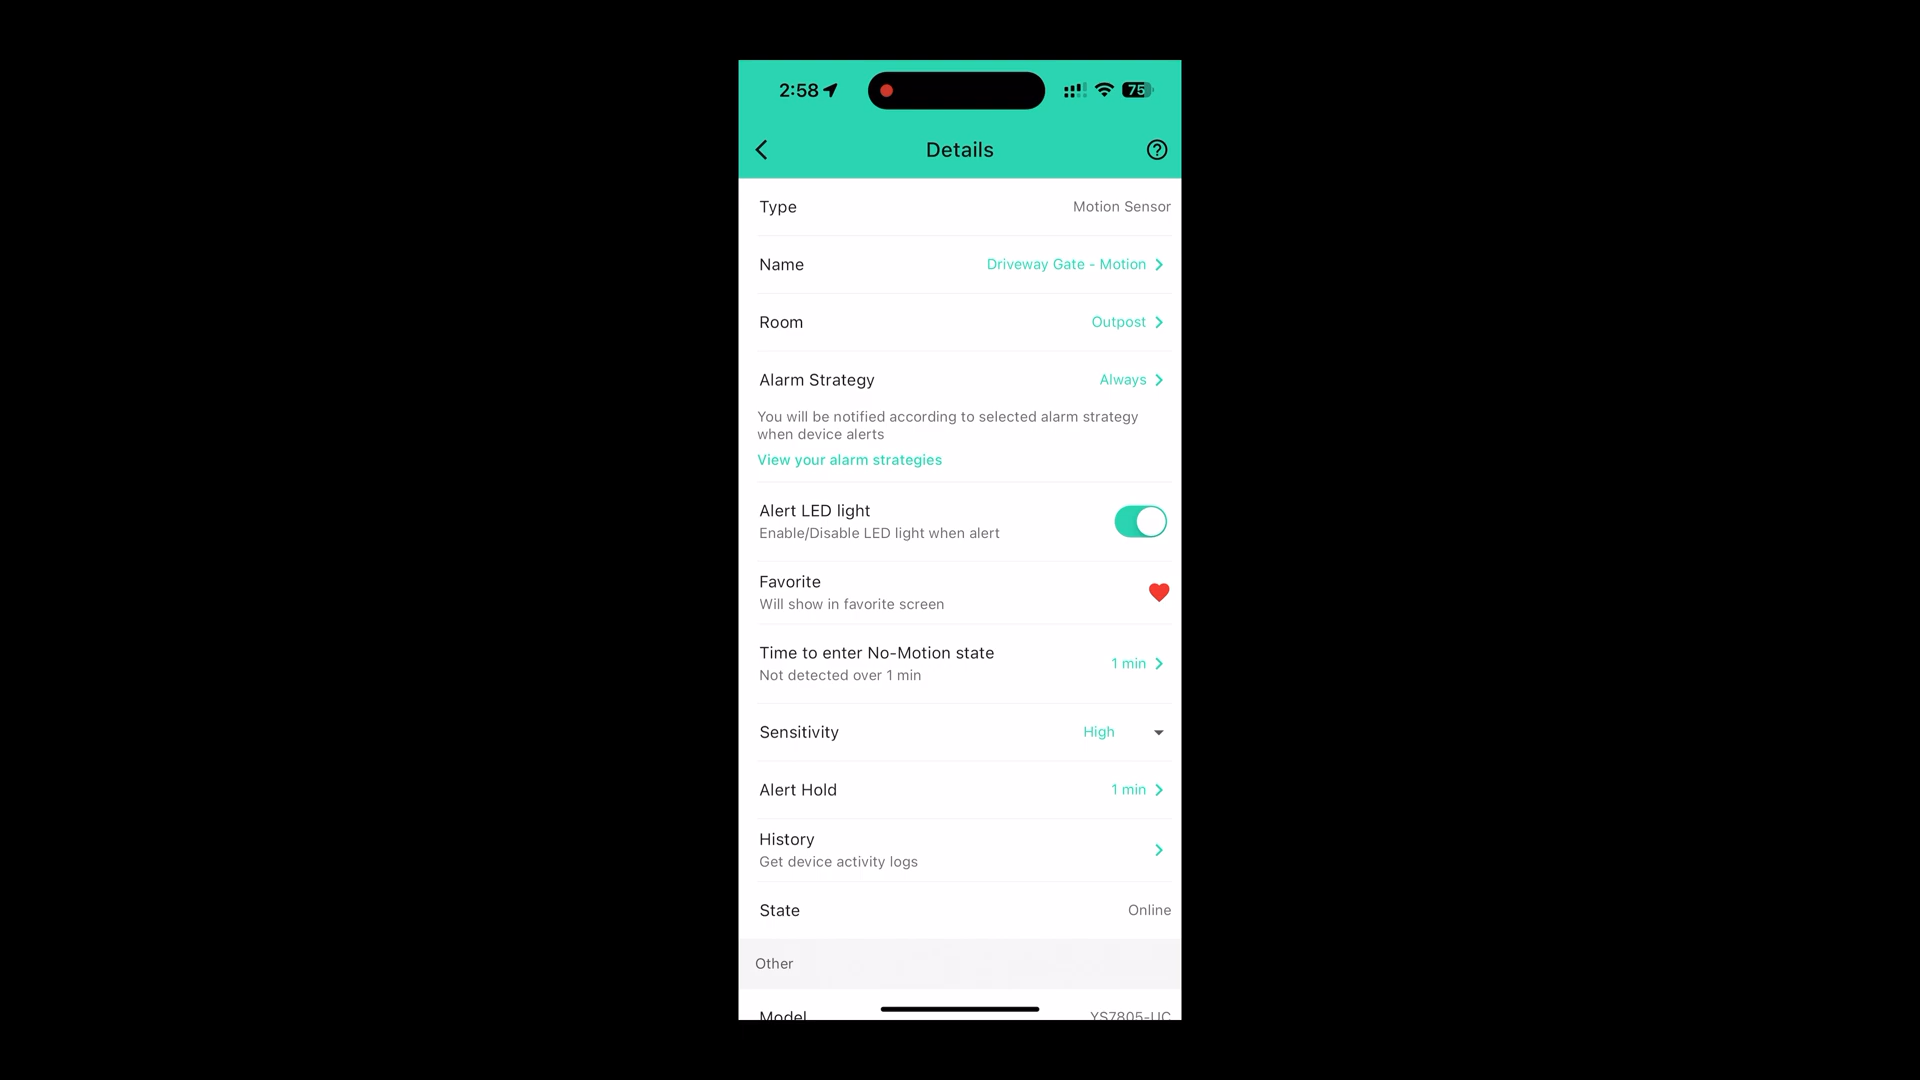 2:58
75
Details
Type
Motion Sensor
Name
Driveway Gate - Motion
Room
Outpost
Alarm Strategy
Always
You will be notified according to selected alarm strategy
when device alerts
View your alarm strategies
Alert LED light
Enable/Disable LED light when alert
Favorite
Will show in favorite screen
Time to enter No-Motion state
1 min
Not detected over 1 min
Sensitivity
High
Alert Hold
1 min
History
Get device activity logs
State
Online
Other
Model
YS7805-UC